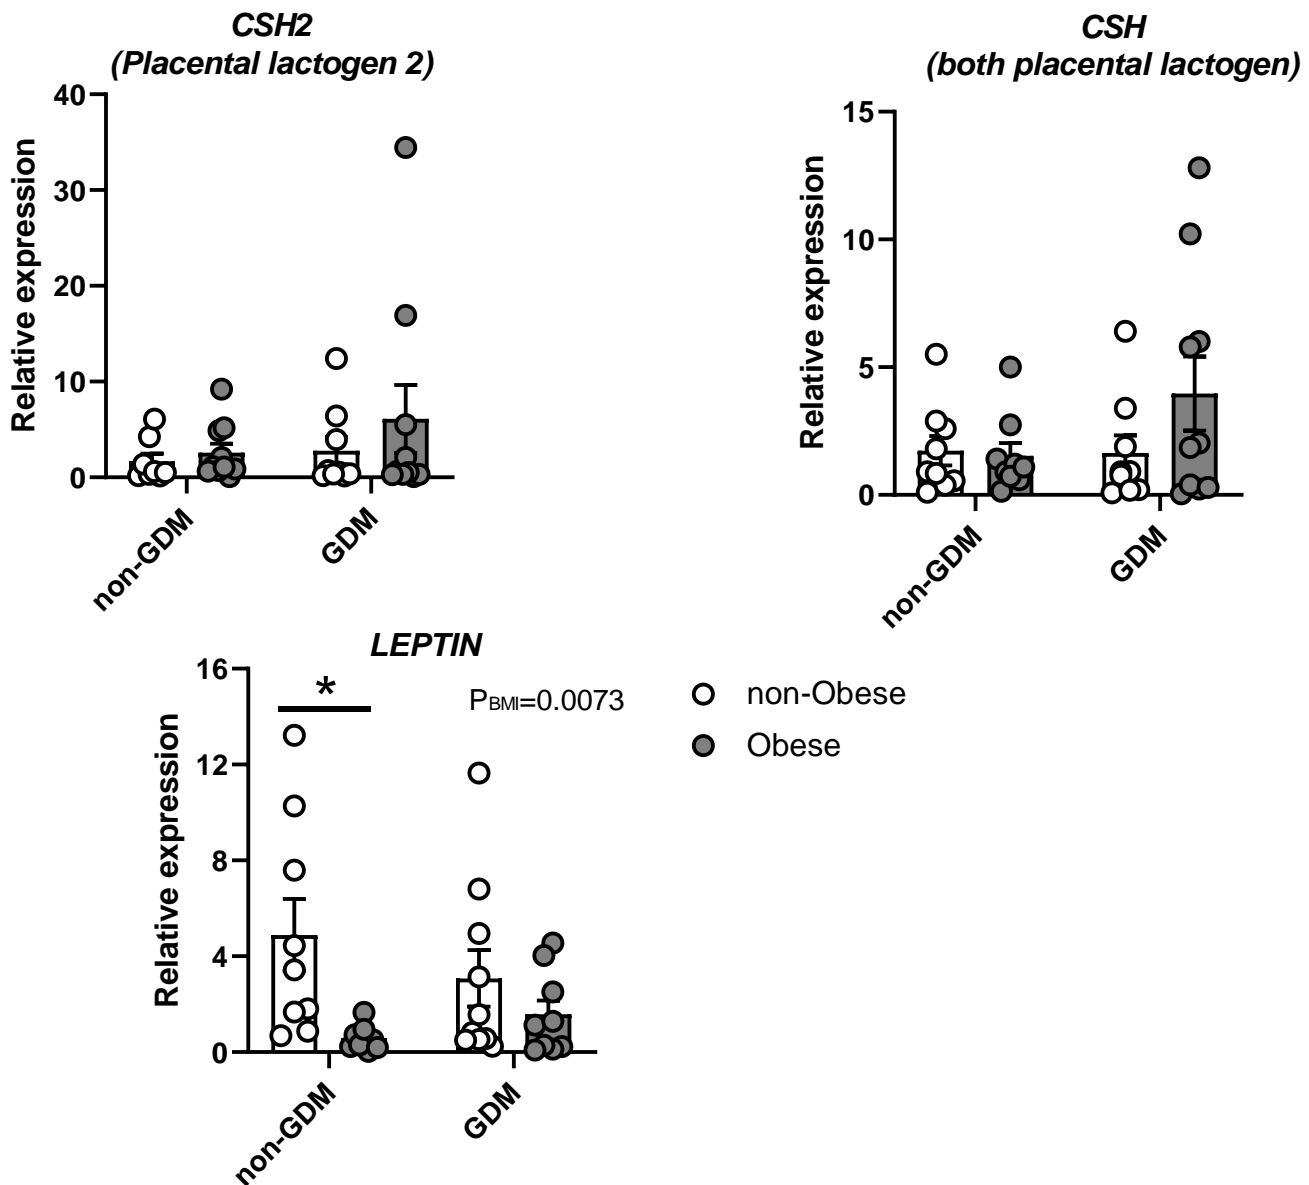 CSH2
(Placental lactogen 2)
Relative expression
40
30
20
10
0
non-GDM
GDM
CSH
(both placental lactogen)
Relative expression
15
10
5
0
non-GDM
GDM
LEPTIN
Relative expression
16
12
8
4
0
*
PBMI=0.0073
non-GDM
GDM
non-Obese
Obese